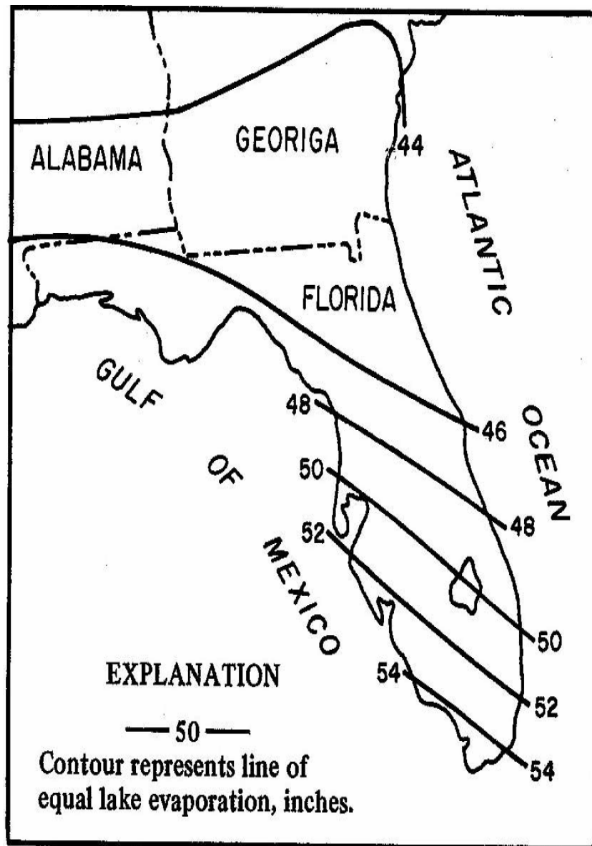 44
ALABAMA
GEORIGA
ATLANTIC
FLORIDA
GULF
OF
MEXICO
OCEAN
48
46
50
48
52
50
54
52
54
EXPLANATION
50
Contour represents line of
equal lake evaporation, inches.